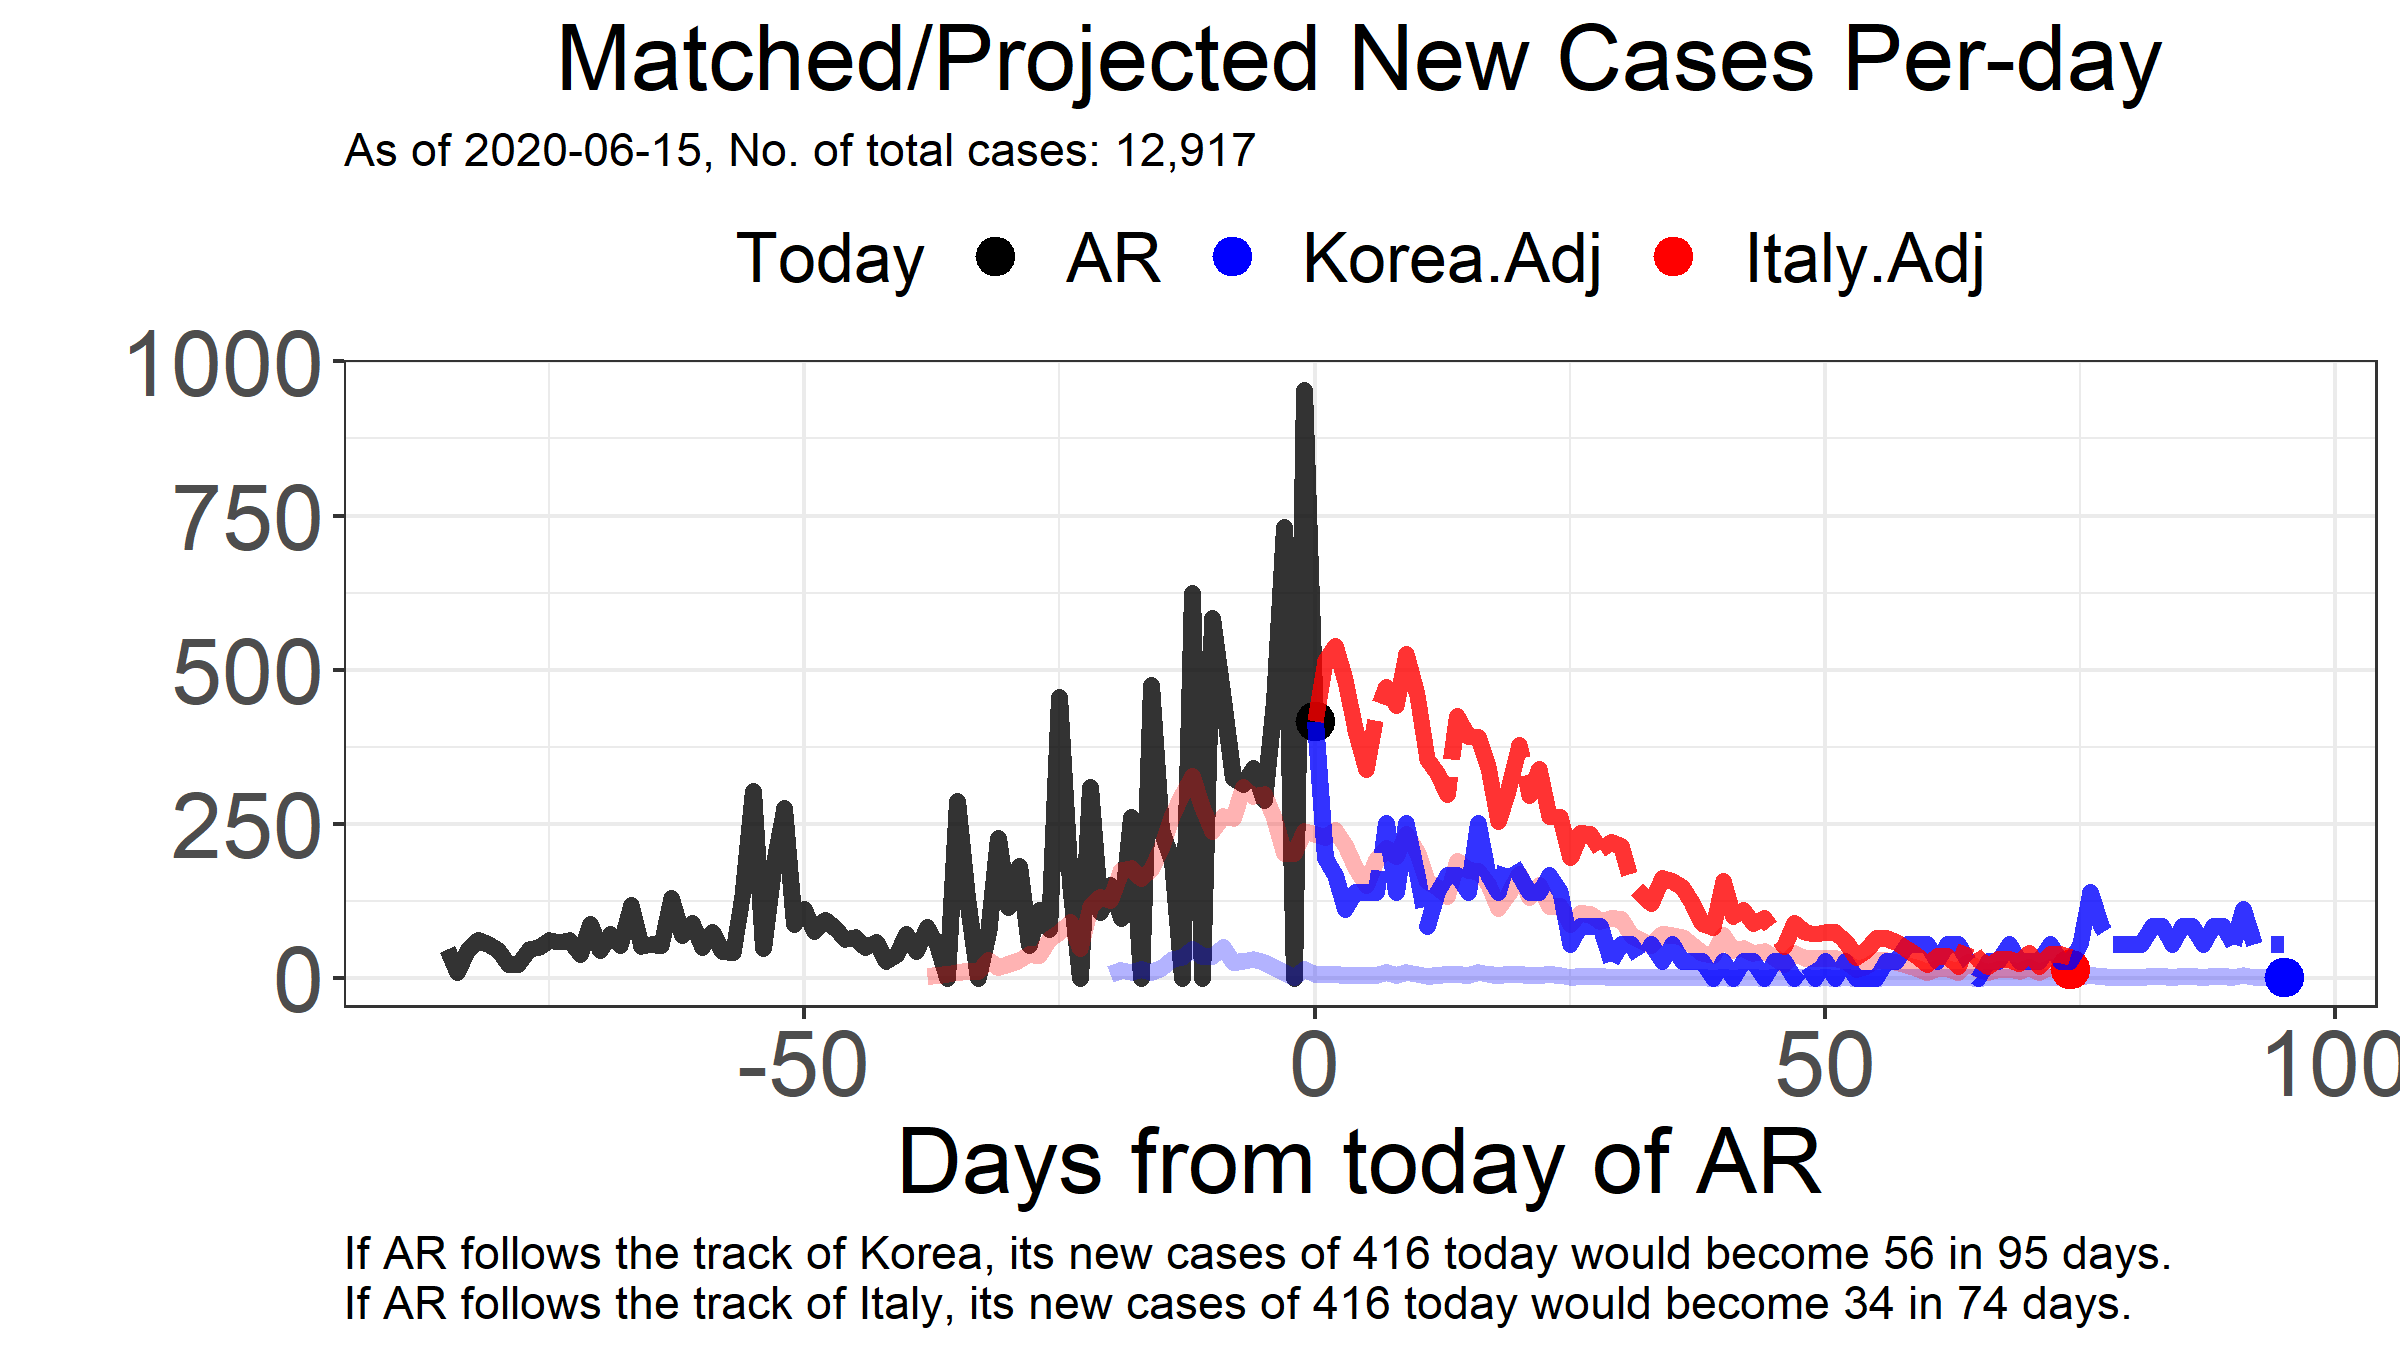 Matched/Projected New Cases Per-day
As of 2020-06-15, No. of total cases: 12,917
Today AR Korea.Adj Italy.Adj
1000
750
500
250
0
-50 0 50 100
Days from today of AR
If AR follows the track of Korea, its new cases of 416 today would become 56 in 95 days.
If AR follows the track of Italy, its new cases of 416 today would become 34 in 74 days.